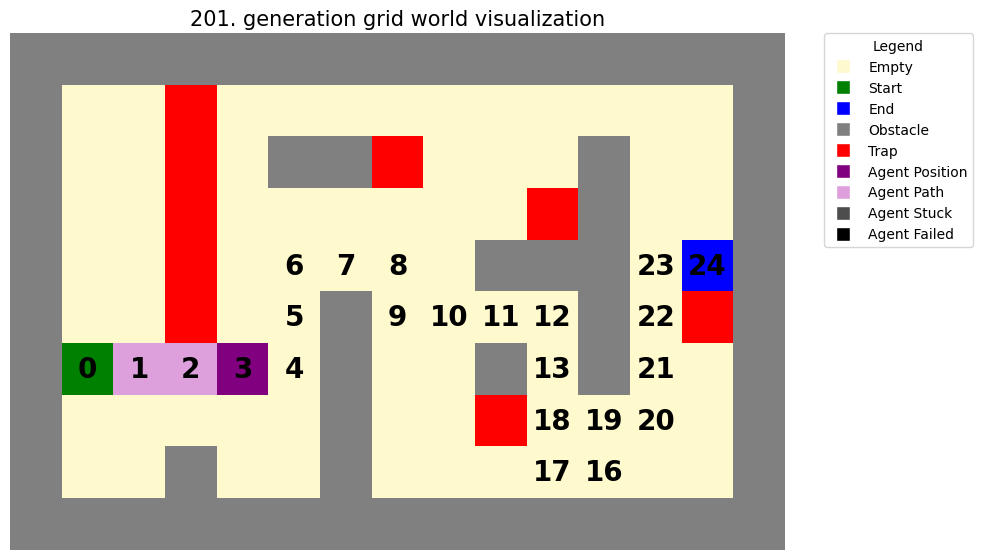 201. generation grid world visualization
Legend
Empty
Start
End
Obstacle
Trap
Agent Position
Agent Path
Agent Stuck
Agent Failed
6 7 8 23 24
5 9 10 11 12 22
0 1 2 3 4 13 21
18 19 20
17 16